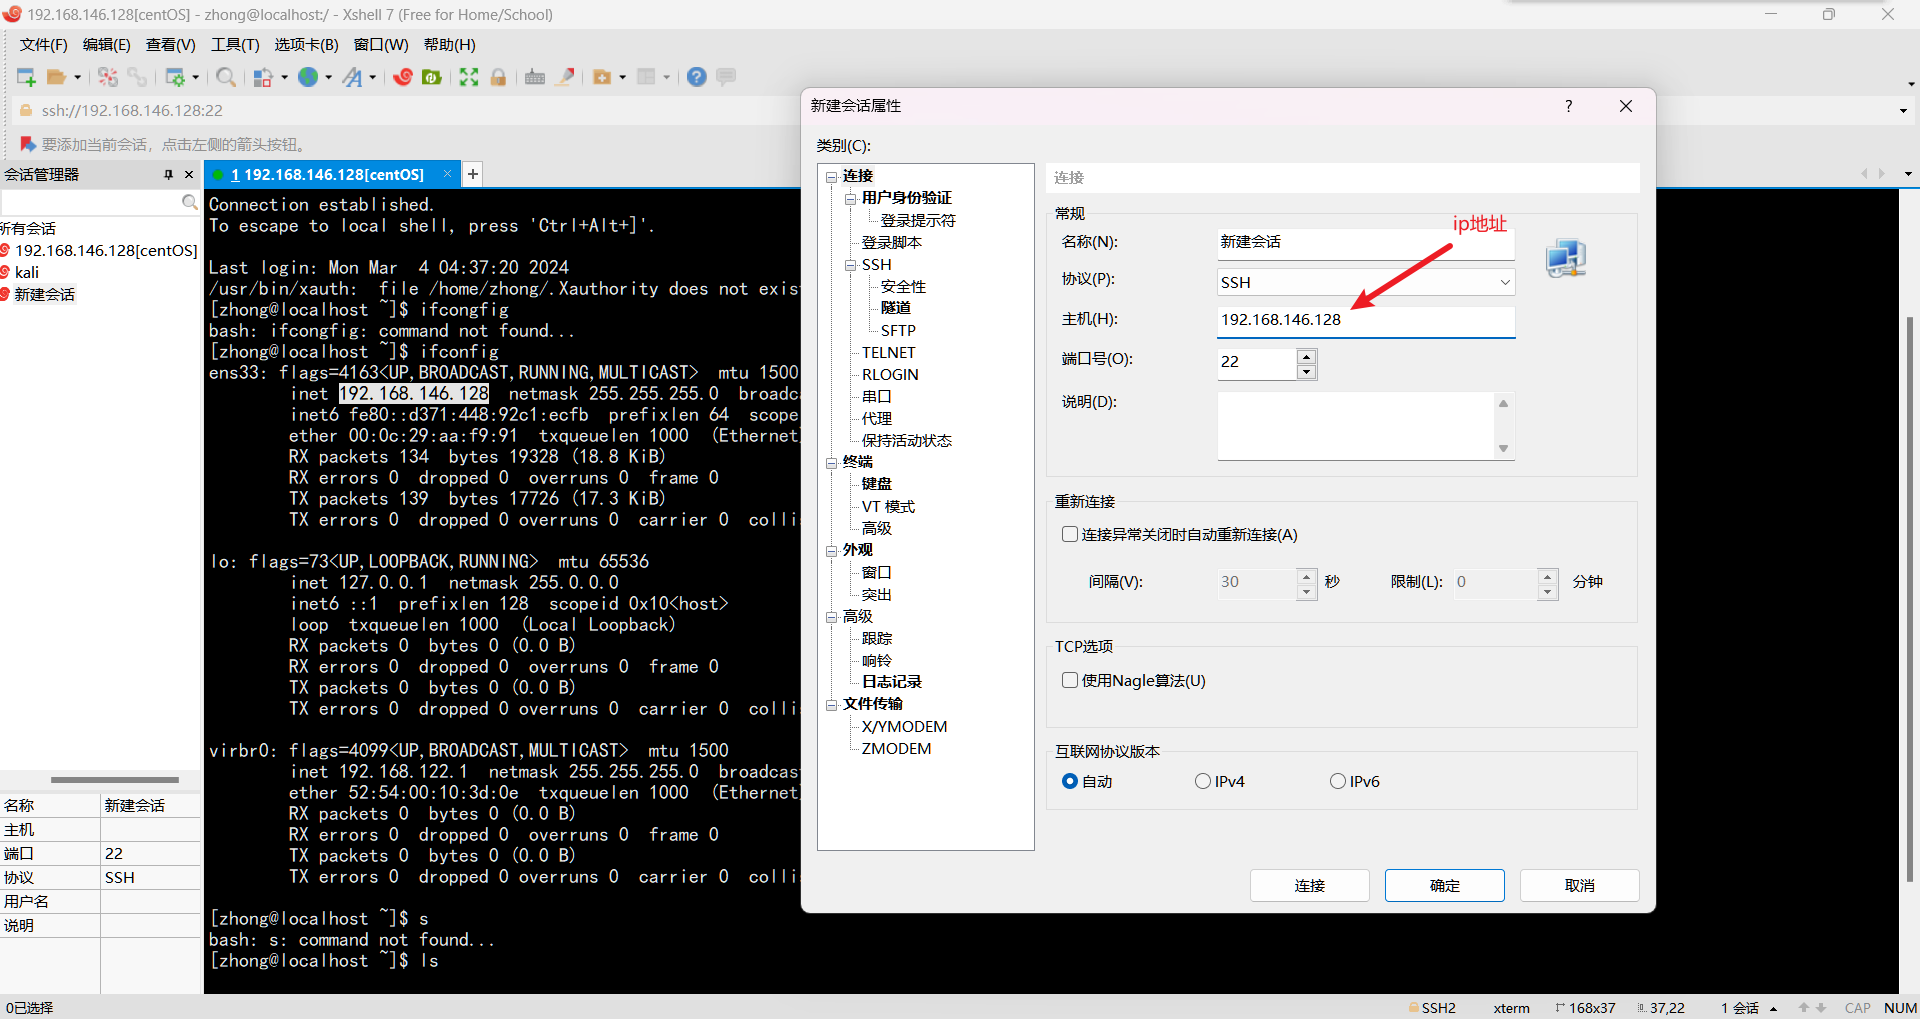 192.168.146.128[centOS] - zhong@localhost:/ - Xshell 7 (Free for Home/School)
文件(F) 编辑(E) 查看(V) 工具(T) 选项卡(B) 窗口(W) 帮助(H)
ssh://192.168.146.128:22
要添加当前会话，点击左侧的箭头按钮。
会话管理器
所有会话
192.168.146.128[centOS]
kali
新建会话
名称 新建会话
主机
端口 22
协议 SSH
用户名
说明
1 192.168.146.128[centOS]
Connection established.
To escape to local shell, press 'Ctrl+Alt+]'.
Last login: Mon Mar  4 04:37:20 2024
/usr/bin/xauth:  file /home/zhong/.Xauthority does not exis
[zhong@localhost ~]$ ifcongfig
bash: ifcongfig: command not found...
[zhong@localhost ~]$ ifconfig
ens33: flags=4163<UP,BROADCAST,RUNNING,MULTICAST>  mtu 1500
inet 192.168.146.128  netmask 255.255.255.0  broadc
inet6 fe80::d371:448:92c1:ecfb  prefixlen 64  scope
ether 00:0c:29:aa:f9:91  txqueuelen 1000  (Ethernet)
RX packets 134  bytes 19328 (18.8 KiB)
RX errors 0  dropped 0  overruns 0  frame 0
TX packets 139  bytes 17726 (17.3 KiB)
TX errors 0  dropped 0 overruns 0  carrier 0  colli
lo: flags=73<UP,LOOPBACK,RUNNING>  mtu 65536
inet 127.0.0.1  netmask 255.0.0.0
inet6 ::1  prefixlen 128  scopeid 0x10<host>
loop  txqueuelen 1000  (Local Loopback)
RX packets 0  bytes 0 (0.0 B)
RX errors 0  dropped 0  overruns 0  frame 0
TX packets 0  bytes 0 (0.0 B)
TX errors 0  dropped 0 overruns 0  carrier 0  colli
virbr0: flags=4099<UP,BROADCAST,MULTICAST>  mtu 1500
inet 192.168.122.1  netmask 255.255.255.0  broadcas
ether 52:54:00:10:3d:0e  txqueuelen 1000  (Ethernet)
RX packets 0  bytes 0 (0.0 B)
RX errors 0  dropped 0  overruns 0  frame 0
TX packets 0  bytes 0 (0.0 B)
TX errors 0  dropped 0 overruns 0  carrier 0  colli
[zhong@localhost ~]$ s
bash: s: command not found...
[zhong@localhost ~]$ ls
新建会话属性
类别(C):
连接
用户身份验证
登录提示符
登录脚本
SSH
安全性
隧道
SFTP
TELNET
RLOGIN
串口
代理
保持活动状态
终端
键盘
VT 模式
高级
外观
窗口
突出
高级
跟踪
响铃
日志记录
文件传输
X/YMODEM
ZMODEM
连接
常规
ip地址
名称(N): 新建会话
协议(P): SSH
主机(H): 192.168.146.128
端口号(O): 22
说明(D):
重新连接
连接异常关闭时自动重新连接(A)
间隔(V): 30 秒 限制(L): 0 分钟
TCP选项
使用Nagle算法(U)
互联网协议版本
自动 IPv4 IPv6
连接 确定 取消
0已选择 SSH2 xterm 168x37 37,22 1 会话 CAP NUM